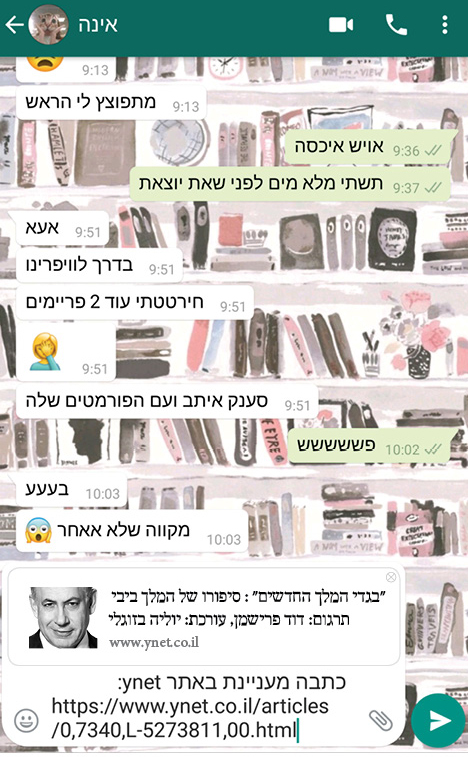 אינה
9:13
מתפוצץ לי הראש 9:13
אויש איכסה 9:36
תשתי מלא מים לפני שאת יוצאת 9:37
אעא 9:51
בדרך לוויפרינו 9:51
חירטטתי עוד 2 פריימים 9:51
9:51
סענק איתב ועם הפורמטים שלה 9:51
פשששששש 10:02
בעעע 10:03
מקווה שלא אאחר 10:03
"בגדי המלך החדשים": סיפורו של המלך ביבי
תרגום: דוד פרישמן, עורכת: יוליה בזוגלי
www.ynet.co.il
כתבה מעניינת באתר ynet:
https://www.ynet.co.il/articles
/0,7340,L-5273811,00.html